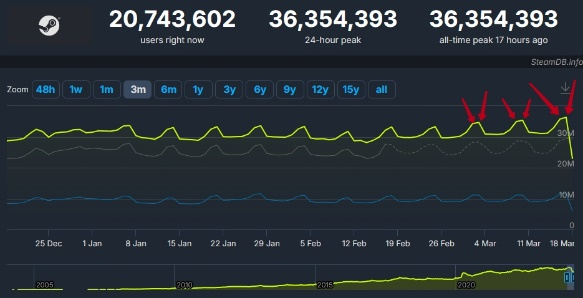 20,743,602 36,354,393 36,354,393
users right now 24-hour peak all-time peak 17 hours ago
SteamDB.info
Zoom 48h 1w 1m 3m 6m 1y 3y 6y 9y 12y 15y all
30M
20M
10M
0
25 Dec 1 Jan 8 Jan 15 Jan 22 Jan 29 Jan 5 Feb 12 Feb 19 Feb 26 Feb 4 Mar 11 Mar 18 Mar
2005 2010 2015 2020